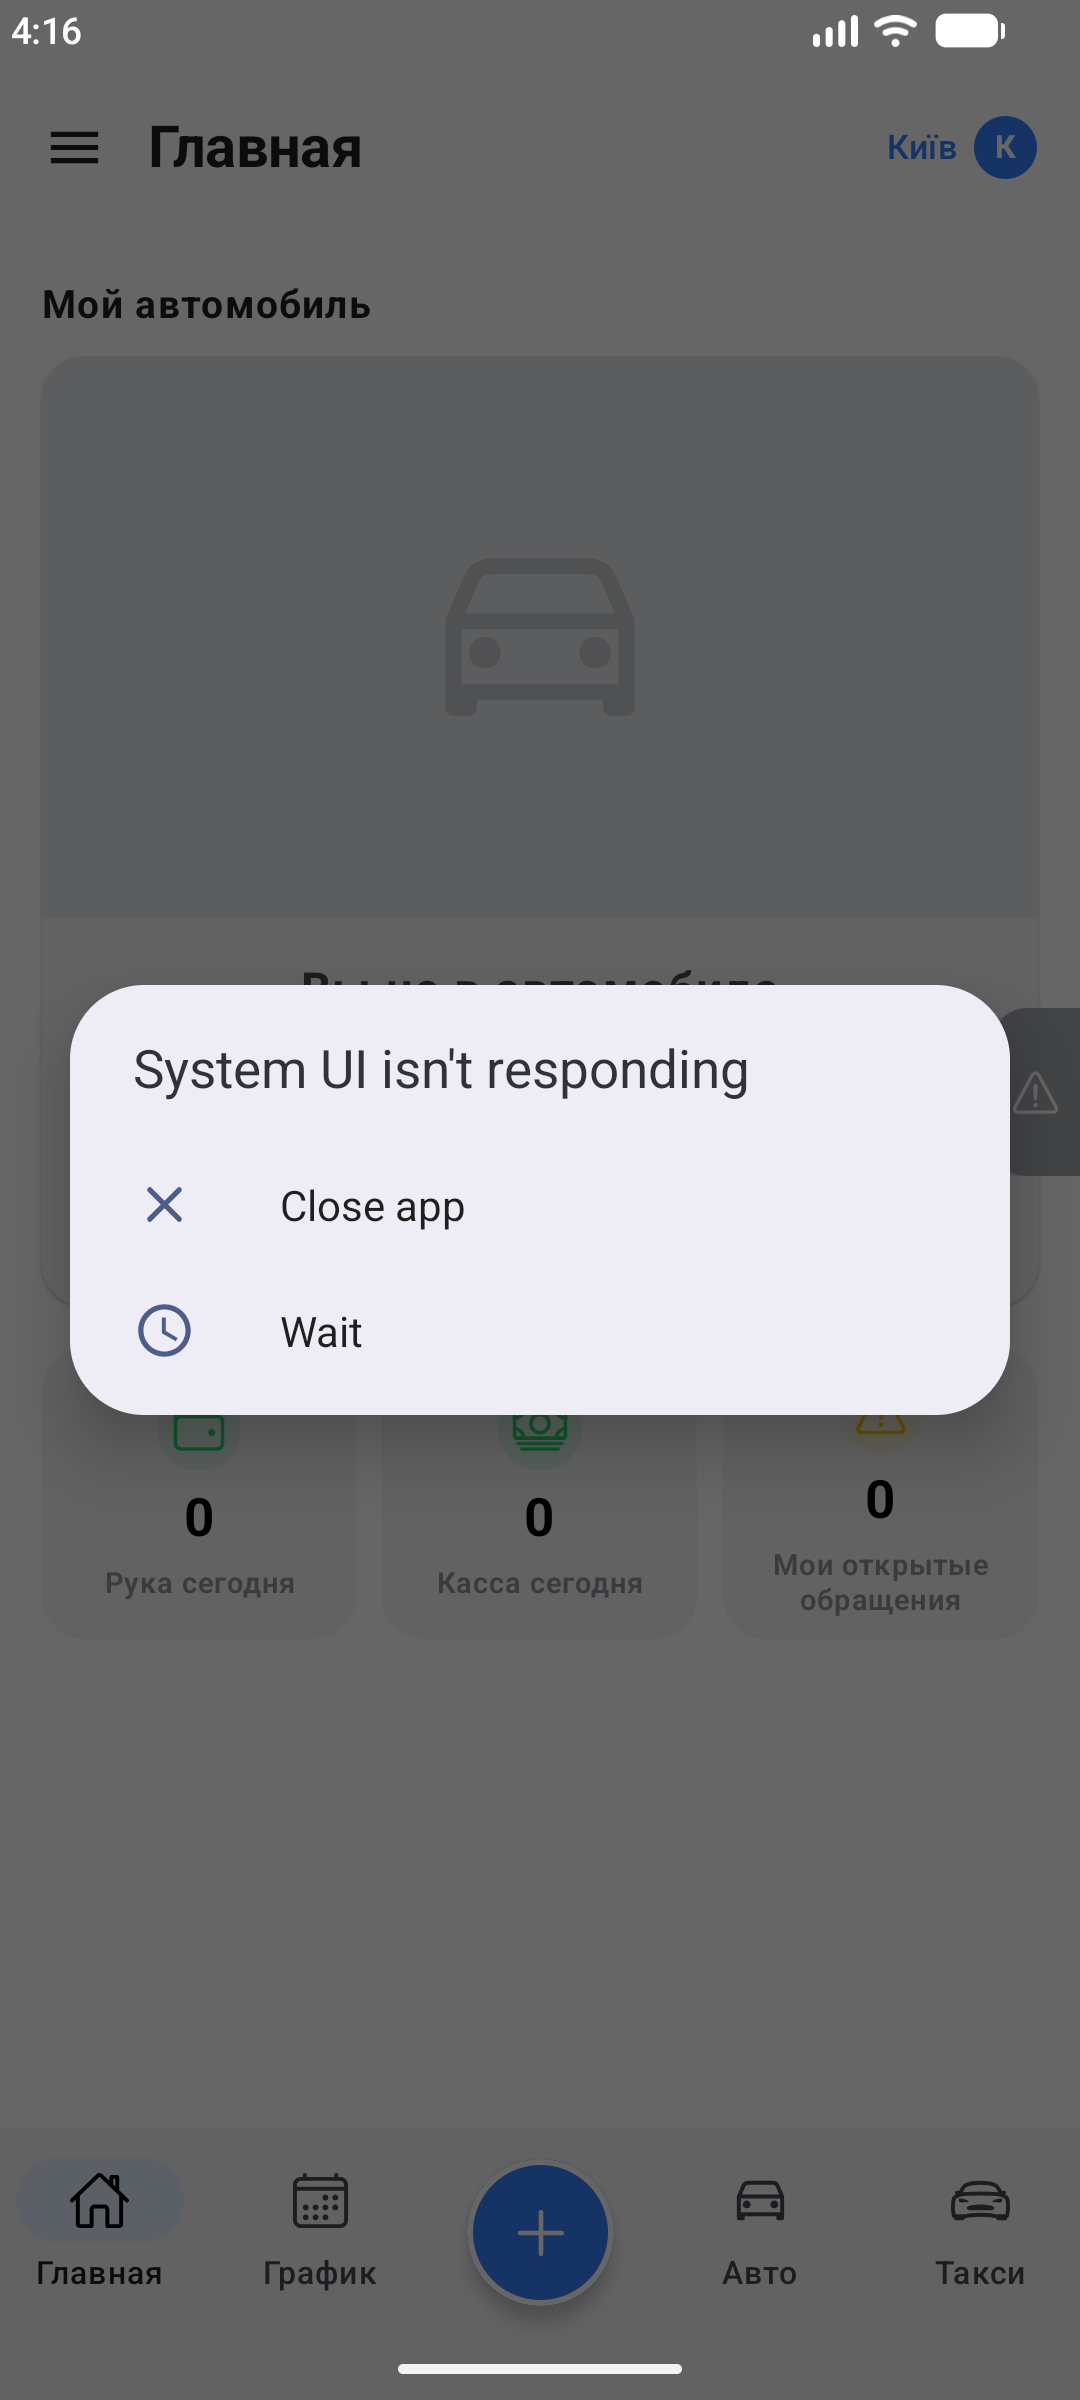 4:16
Главная
Київ
K
Мой автомобиль
System UI isn't responding
Close app
Wait
0
0
0
Рука сегодня
Касса сегодня
Мои открытые
обращения
Главная
График
Авто
Такси